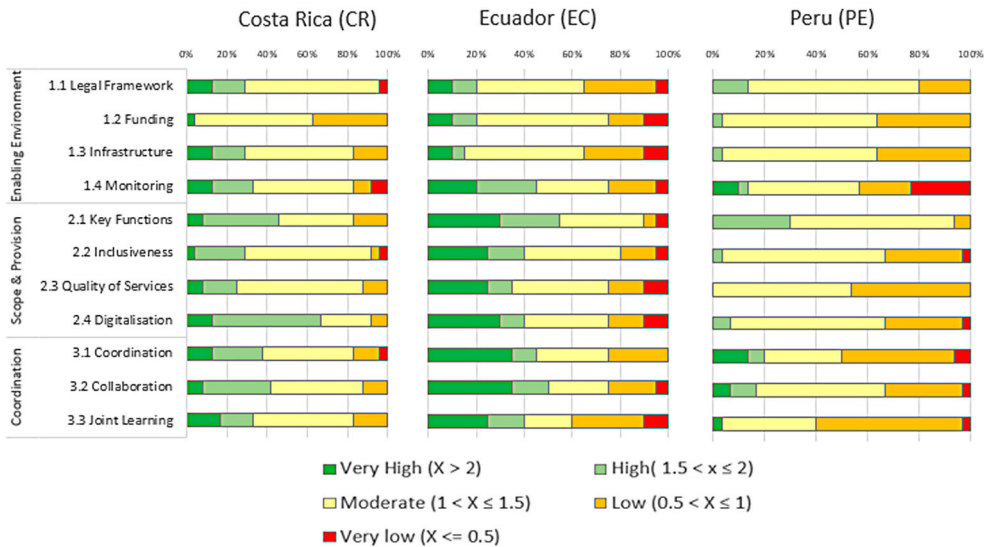 Costa Rica (CR) Ecuador (EC) Peru (PE)
0% 20% 40% 60% 80% 100% 0% 20% 40% 60% 80% 100% 0% 20% 40% 60% 80% 100%
Enabling Environment
1.1 Legal Framework
1.2 Funding
1.3 Infrastructure
1.4 Monitoring
Scope & Provision
2.1 Key Functions
2.2 Inclusiveness
2.3 Quality of Services
2.4 Digitalisation
Coordination
3.1 Coordination
3.2 Collaboration
3.3 Joint Learning
Very High (X > 2) High( 1.5 < x ≤ 2)
Moderate (1 < X ≤ 1.5) Low (0.5 < X ≤ 1)
Very low (X <= 0.5)